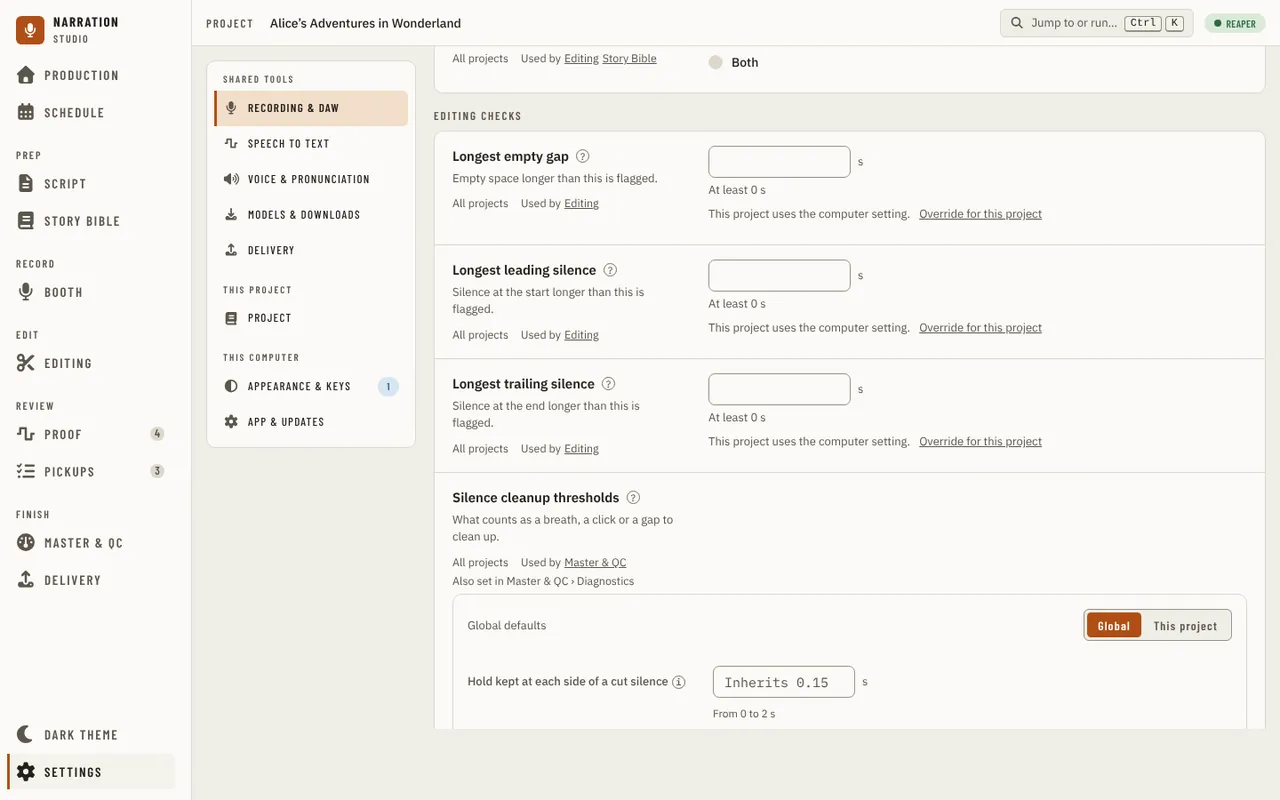 NARRATION
STUDIO
PRODUCTION
SCHEDULE
PREP
SCRIPT
STORY BIBLE
RECORD
BOOTH
EDIT
EDITING
REVIEW
PROOF 4
PICKUPS 3
FINISH
MASTER & QC
DELIVERY
DARK THEME
SETTINGS
PROJECT Alice's Adventures in Wonderland
Jump to or run... Ctrl K
REAPER
SHARED TOOLS
RECORDING & DAW
SPEECH TO TEXT
VOICE & PRONUNCIATION
MODELS & DOWNLOADS
DELIVERY
THIS PROJECT
PROJECT
THIS COMPUTER
APPEARANCE & KEYS 1
APP & UPDATES
All projects Used by Editing Story Bible
Both
EDITING CHECKS
Longest empty gap ?
Empty space longer than this is flagged.
All projects Used by Editing
s
At least 0 s
This project uses the computer setting. Override for this project
Longest leading silence ?
Silence at the start longer than this is
flagged.
All projects Used by Editing
s
At least 0 s
This project uses the computer setting. Override for this project
Longest trailing silence ?
Silence at the end longer than this is
flagged.
All projects Used by Editing
s
At least 0 s
This project uses the computer setting. Override for this project
Silence cleanup thresholds ?
What counts as a breath, a click or a gap to
clean up.
All projects Used by Master & QC
Also set in Master & QC › Diagnostics
Global defaults
Global This project
Hold kept at each side of a cut silence i
Inherits 0.15 s
From 0 to 2 s